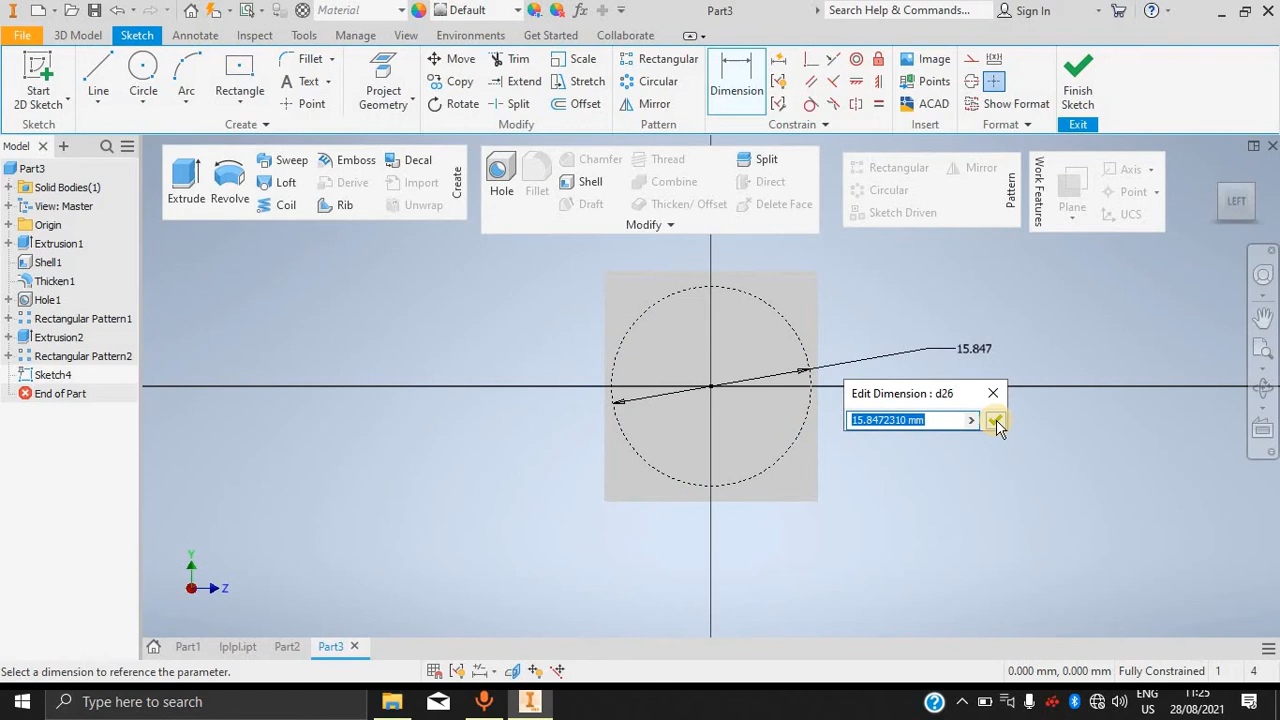 Material
Default
fx
Part3
Search Help & Commands...
Sign In
File
3D Model
Sketch
Annotate
Inspect
Tools
Manage
View
Environments
Get Started
Collaborate
Start
2D Sketch
Line
Circle
Arc
Rectangle
Fillet
Text
Point
Project
Geometry
Move
Copy
Rotate
Trim
Extend
Split
Scale
Stretch
Offset
Rectangular
Circular
Mirror
Dimension
Image
Points
ACAD
Show Format
Finish
Sketch
Sketch
Create
Modify
Pattern
Constrain
Insert
Format
Exit
Model
Part3
Solid Bodies(1)
View: Master
Origin
Extrusion1
Shell1
Thicken1
Hole1
Rectangular Pattern1
Extrusion2
Rectangular Pattern2
Sketch4
End of Part
Extrude
Revolve
Sweep
Loft
Coil
Emboss
Derive
Rib
Decal
Import
Unwrap
Create
Hole
Fillet
Chamfer
Shell
Draft
Thread
Combine
Thicken/ Offset
Split
Direct
Delete Face
Modify
Rectangular
Mirror
Circular
Sketch Driven
Pattern
Work Features
Plane
Axis
Point
UCS
LEFT
15.847
Edit Dimension : d26
15.8472310 mm
Y
Z
Part1
lplpl.ipt
Part2
Part3
Select a dimension to reference the parameter.
0.000 mm, 0.000 mm
Fully Constrained
1
4
Type here to search
ENG
US
11:25
28/08/2021